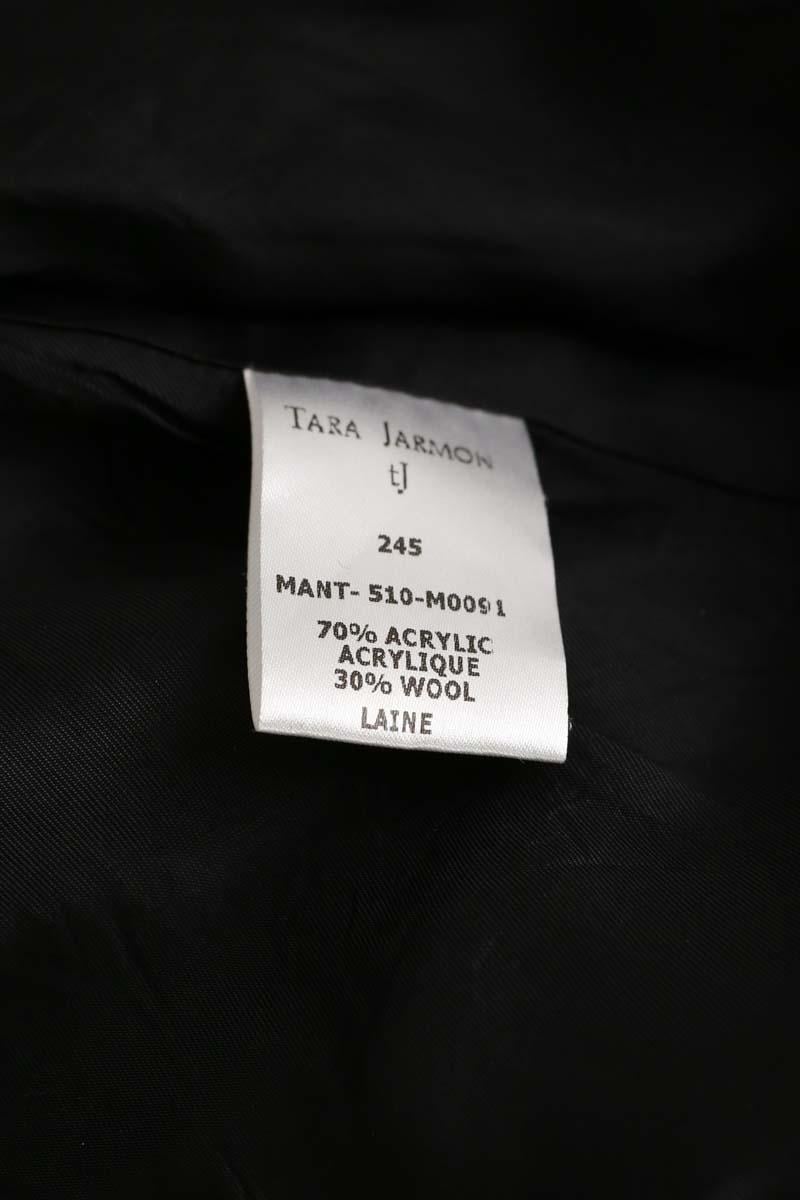 TARA JARMON
tJ
245
MANT- 510-M0091
70% ACRYLIC
ACRYLIQUE
30% WOOL
LAINE